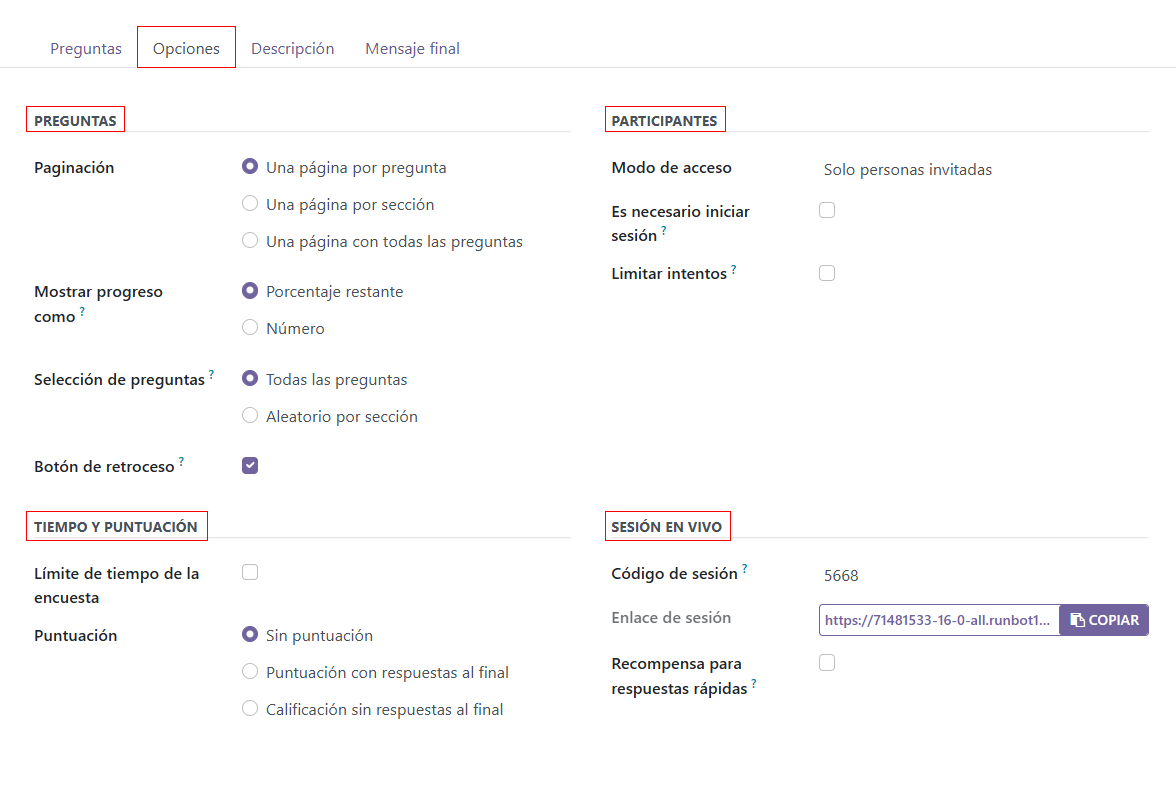 Preguntas Opciones Descripción Mensaje final
PREGUNTAS
Paginación
Una página por pregunta
Una página por sección
Una página con todas las preguntas
Mostrar progreso
como ?
Porcentaje restante
Número
Selección de preguntas ?
Todas las preguntas
Aleatorio por sección
Botón de retroceso ?
PARTICIPANTES
Modo de acceso
Solo personas invitadas
Es necesario iniciar
sesión ?
Limitar intentos ?
TIEMPO Y PUNTUACIÓN
Límite de tiempo de la
encuesta
Puntuación
Sin puntuación
Puntuación con respuestas al final
Calificación sin respuestas al final
SESIÓN EN VIVO
Código de sesión ?
5668
Enlace de sesión
https://71481533-16-0-all.runbot1...
COPIAR
Recompensa para
respuestas rápidas ?